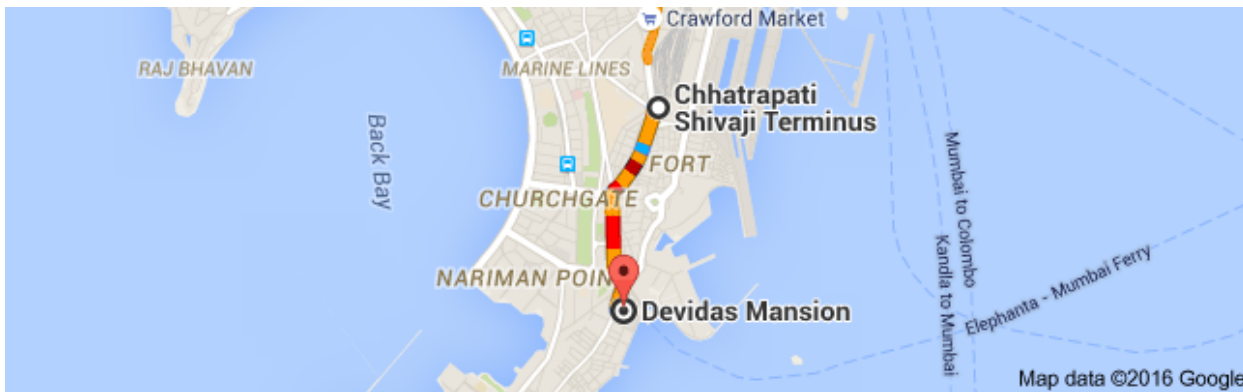 Crawford Market
RAJ BHAVAN
MARINE LINES
Chhatrapati
Shivaji Terminus
Back Bay
FORT
CHURCHGATE
Mumbai to Colombo
Kandla to Mumbai
NARIMAN POIN
Elephanta - Mumbai Ferry
Devidas Mansion
Map data ©2016 Google